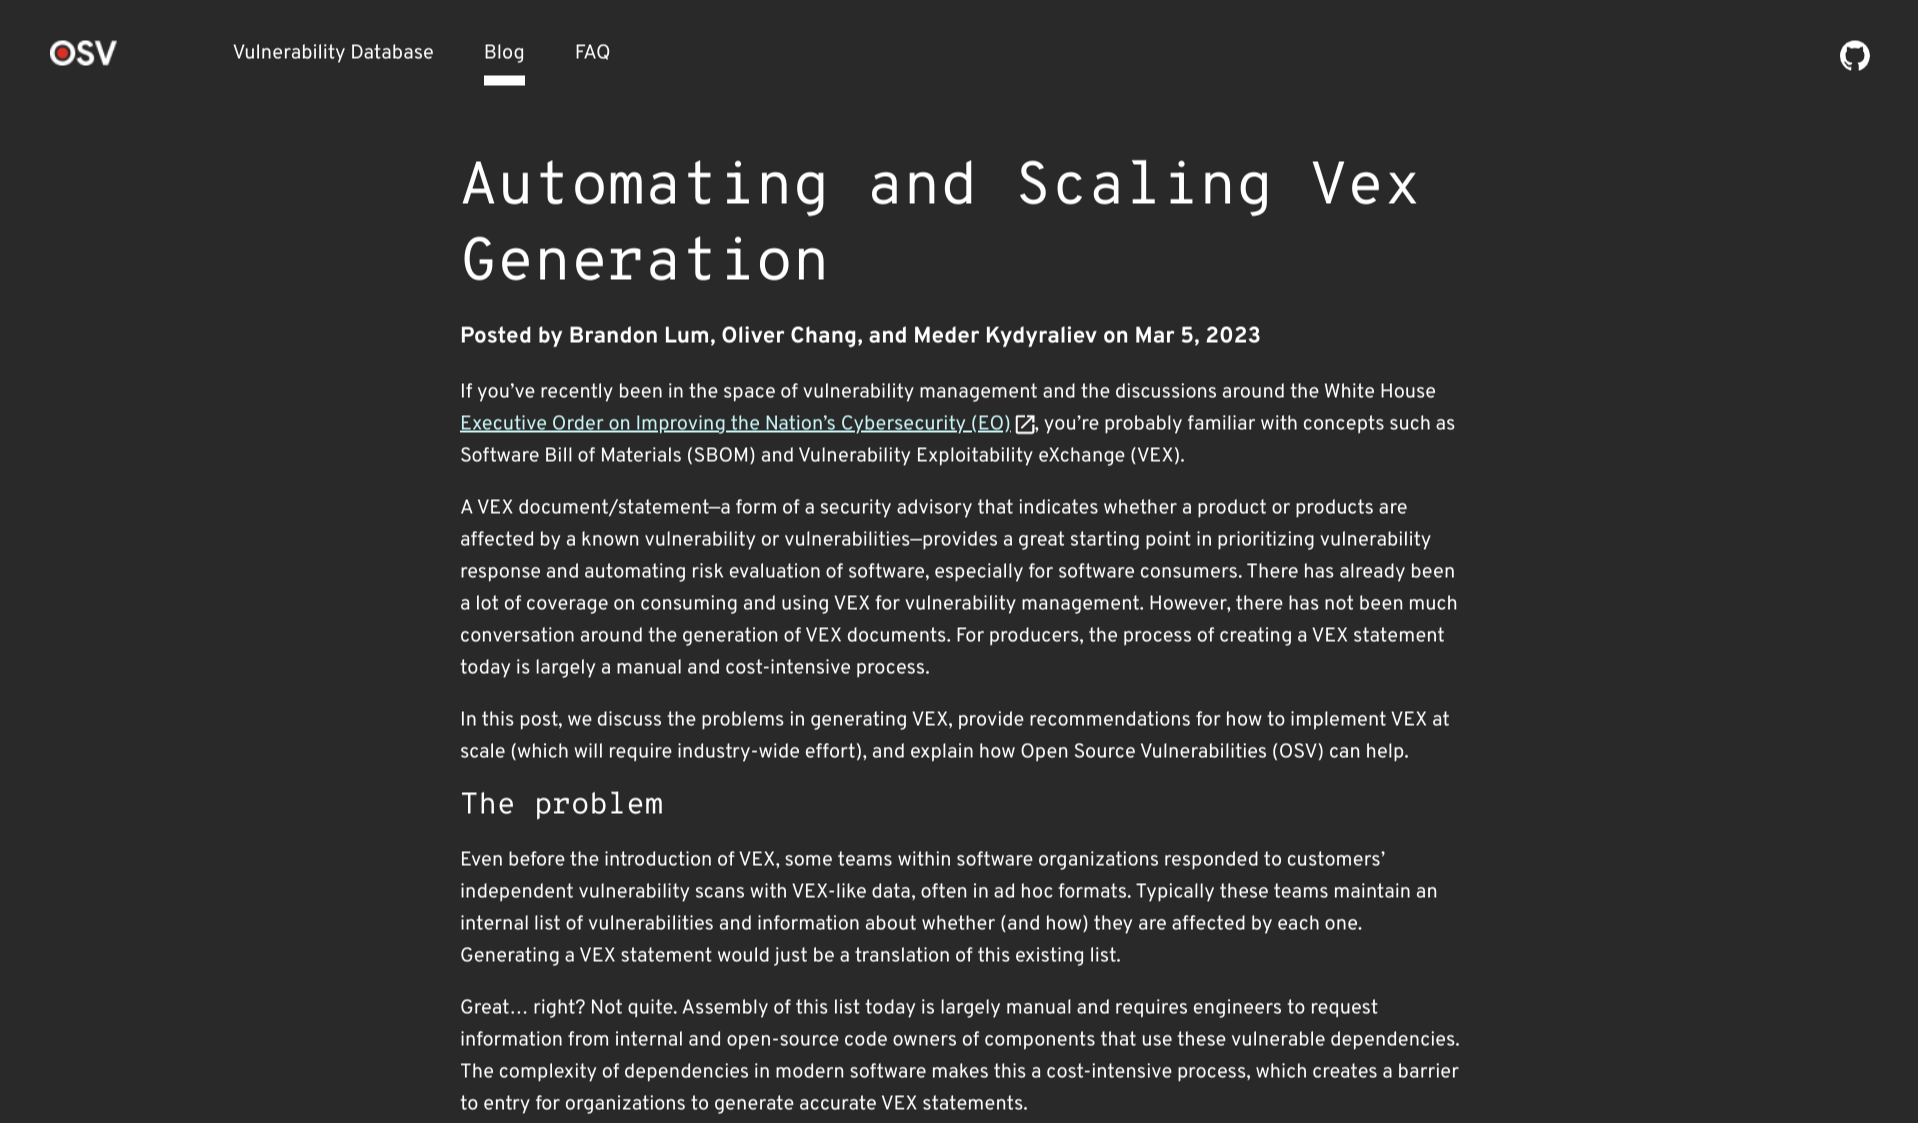 OSV
Vulnerability Database
Blog
FAQ
Automating and Scaling Vex
Generation
Posted by Brandon Lum, Oliver Chang, and Meder Kydyraliev on Mar 5, 2023
If you’ve recently been in the space of vulnerability management and the discussions around the White House
Executive Order on Improving the Nation’s Cybersecurity (EO), you’re probably familiar with concepts such as
Software Bill of Materials (SBOM) and Vulnerability Exploitability eXchange (VEX).
A VEX document/statement—a form of a security advisory that indicates whether a product or products are
affected by a known vulnerability or vulnerabilities—provides a great starting point in prioritizing vulnerability
response and automating risk evaluation of software, especially for software consumers. There has already been
a lot of coverage on consuming and using VEX for vulnerability management. However, there has not been much
conversation around the generation of VEX documents. For producers, the process of creating a VEX statement
today is largely a manual and cost-intensive process.
In this post, we discuss the problems in generating VEX, provide recommendations for how to implement VEX at
scale (which will require industry-wide effort), and explain how Open Source Vulnerabilities (OSV) can help.
The problem
Even before the introduction of VEX, some teams within software organizations responded to customers’
independent vulnerability scans with VEX-like data, often in ad hoc formats. Typically these teams maintain an
internal list of vulnerabilities and information about whether (and how) they are affected by each one.
Generating a VEX statement would just be a translation of this existing list.
Great… right? Not quite. Assembly of this list today is largely manual and requires engineers to request
information from internal and open-source code owners of components that use these vulnerable dependencies.
The complexity of dependencies in modern software makes this a cost-intensive process, which creates a barrier
to entry for organizations to generate accurate VEX statements.